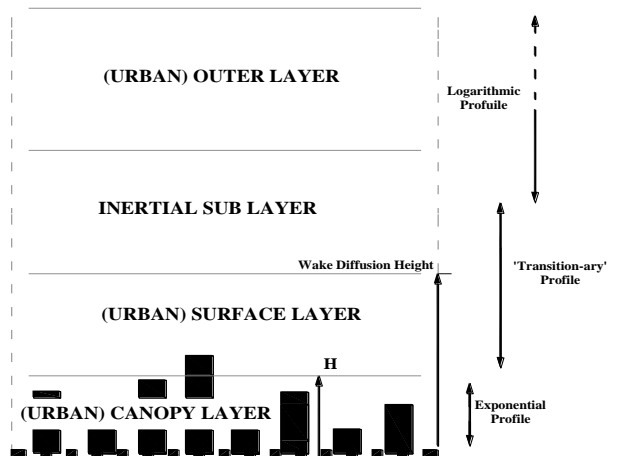 (URBAN) OUTER LAYER
Logarithmic
Profuile
INERTIAL SUB LAYER
Wake Diffusion Height
'Transition-ary'
Profile
(URBAN) SURFACE LAYER
H
(URBAN) CANOPY LAYER
Exponential
Profile